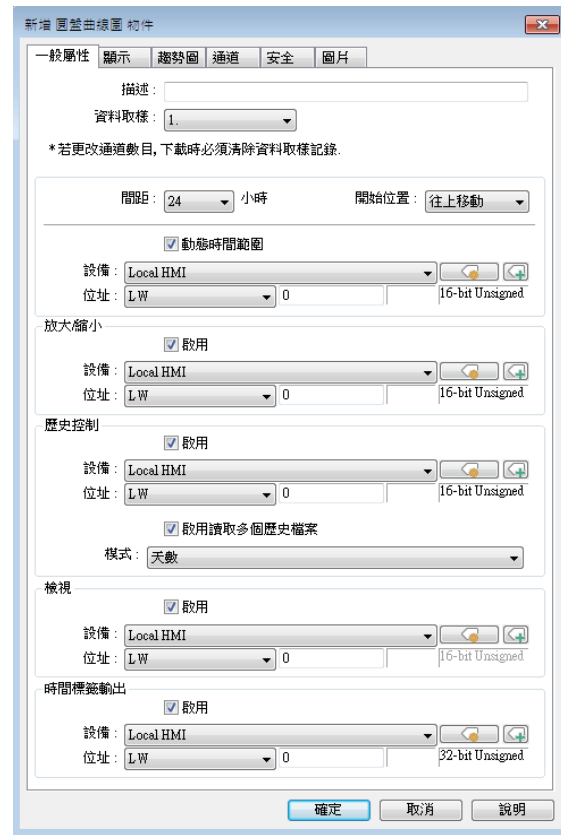 新增 圓盤曲線圖 物件
一般屬性 顯示 趨勢圖 通道 安全 圖片
描述 :
資料取樣 : 1.
*若更改通道數目, 下載時必須清除資料取樣記錄.
間距 : 24 小時 開始位置 : 往上移動
動態時間範圍
設備 : Local HMI
位址 : LW 0 16-bit Unsigned
放大/縮小
啟用
設備 : Local HMI
位址 : LW 0 16-bit Unsigned
歷史控制
啟用
設備 : Local HMI
位址 : LW 0 16-bit Unsigned
啟用讀取多個歷史檔案
模式 : 天數
檢視
啟用
設備 : Local HMI
位址 : LW 0 16-bit Unsigned
時間標籤輸出
啟用
設備 : Local HMI
位址 : LW 0 32-bit Unsigned
確定 取消 說明